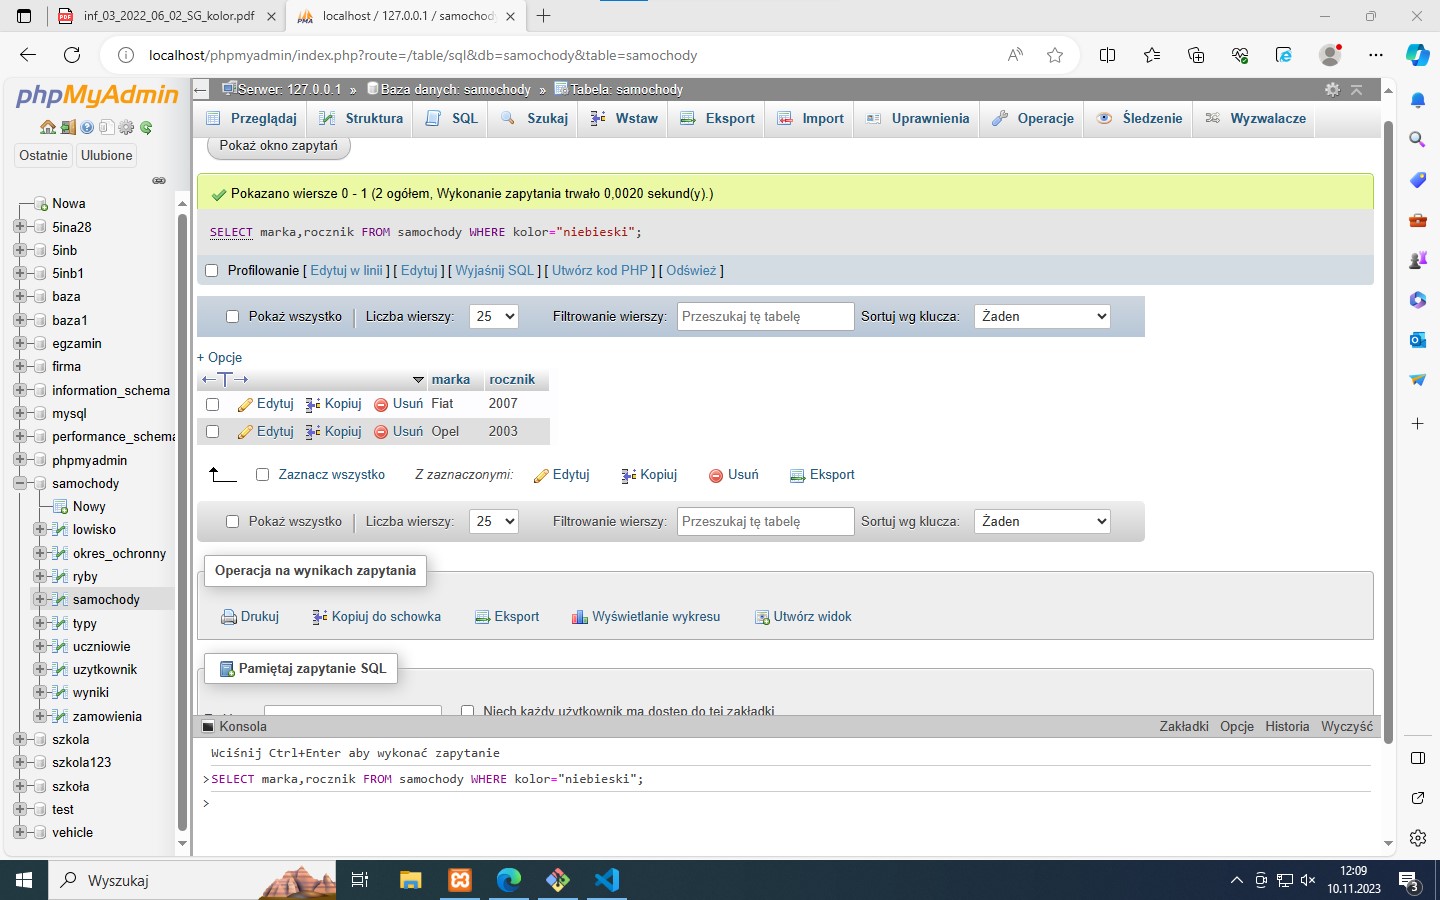 inf_03_2022_06_02_SG_kolor.pdf
localhost / 127.0.0.1 / samochody
localhost/phpmyadmin/index.php?route=/table/sql&db=samochody&table=samochody
phpMyAdmin
Ostatnie Ulubione
Nowa
5ina28
5inb
5inb1
baza
baza1
egzamin
firma
information_schema
mysql
performance_schema
phpmyadmin
samochody
Nowy
lowisko
okres_ochronny
ryby
samochody
typy
uczniowie
uzytkownik
wyniki
zamowienia
szkola
szkola123
szkoła
test
vehicle
Serwer: 127.0.0.1 » Baza danych: samochody » Tabela: samochody
Przeglądaj Struktura SQL Szukaj Wstaw Eksport Import Uprawnienia Operacje Śledzenie Wyzwalacze
Pokaż okno zapytań
Pokazano wiersze 0 - 1 (2 ogółem, Wykonanie zapytania trwało 0,0020 sekund(y).)
SELECT marka,rocznik FROM samochody WHERE kolor="niebieski";
Profilowanie [ Edytuj w linii ] [ Edytuj ] [ Wyjaśnij SQL ] [ Utwórz kod PHP ] [ Odśwież ]
Pokaż wszystko Liczba wierszy: 25 Filtrowanie wierszy: Przeszukaj tę tabelę Sortuj wg klucza: Żaden
+ Opcje
marka rocznik
Edytuj Kopiuj Usuń Fiat 2007
Edytuj Kopiuj Usuń Opel 2003
Zaznacz wszystko Z zaznaczonymi: Edytuj Kopiuj Usuń Eksport
Pokaż wszystko Liczba wierszy: 25 Filtrowanie wierszy: Przeszukaj tę tabelę Sortuj wg klucza: Żaden
Operacja na wynikach zapytania
Drukuj Kopiuj do schowka Eksport Wyświetlanie wykresu Utwórz widok
Pamiętaj zapytanie SQL
Niech każdy użytkownik ma dostęp do tej zakładki
Konsola Zakładki Opcje Historia Wyczyść
Wciśnij Ctrl+Enter aby wykonać zapytanie
>SELECT marka,rocznik FROM samochody WHERE kolor="niebieski";
>
Wyszukaj
12:09
10.11.2023
3